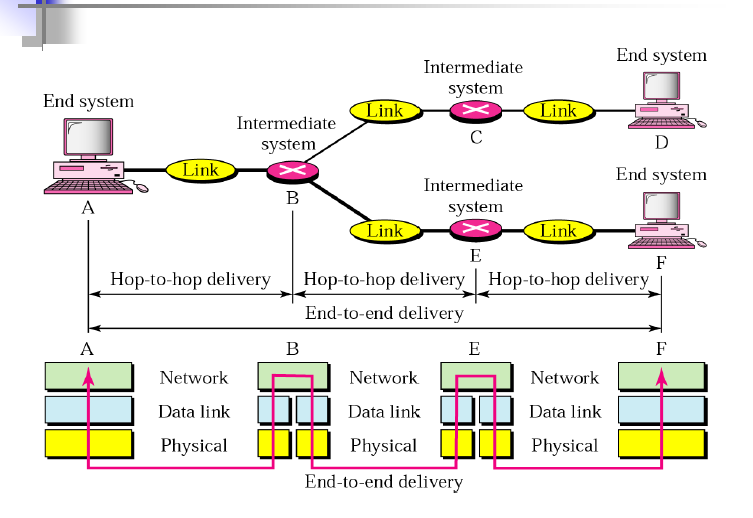 End system
Intermediate
system
End system
Link
Link
C
D
Intermediate
system
Link
A
B
End system
Intermediate
system
Link
Link
E
F
Hop-to-hop delivery
Hop-to-hop delivery
Hop-to-hop delivery
End-to-end delivery
A
B
E
F
Network
Network
Network
Data link
Data link
Data link
Physical
Physical
Physical
End-to-end delivery